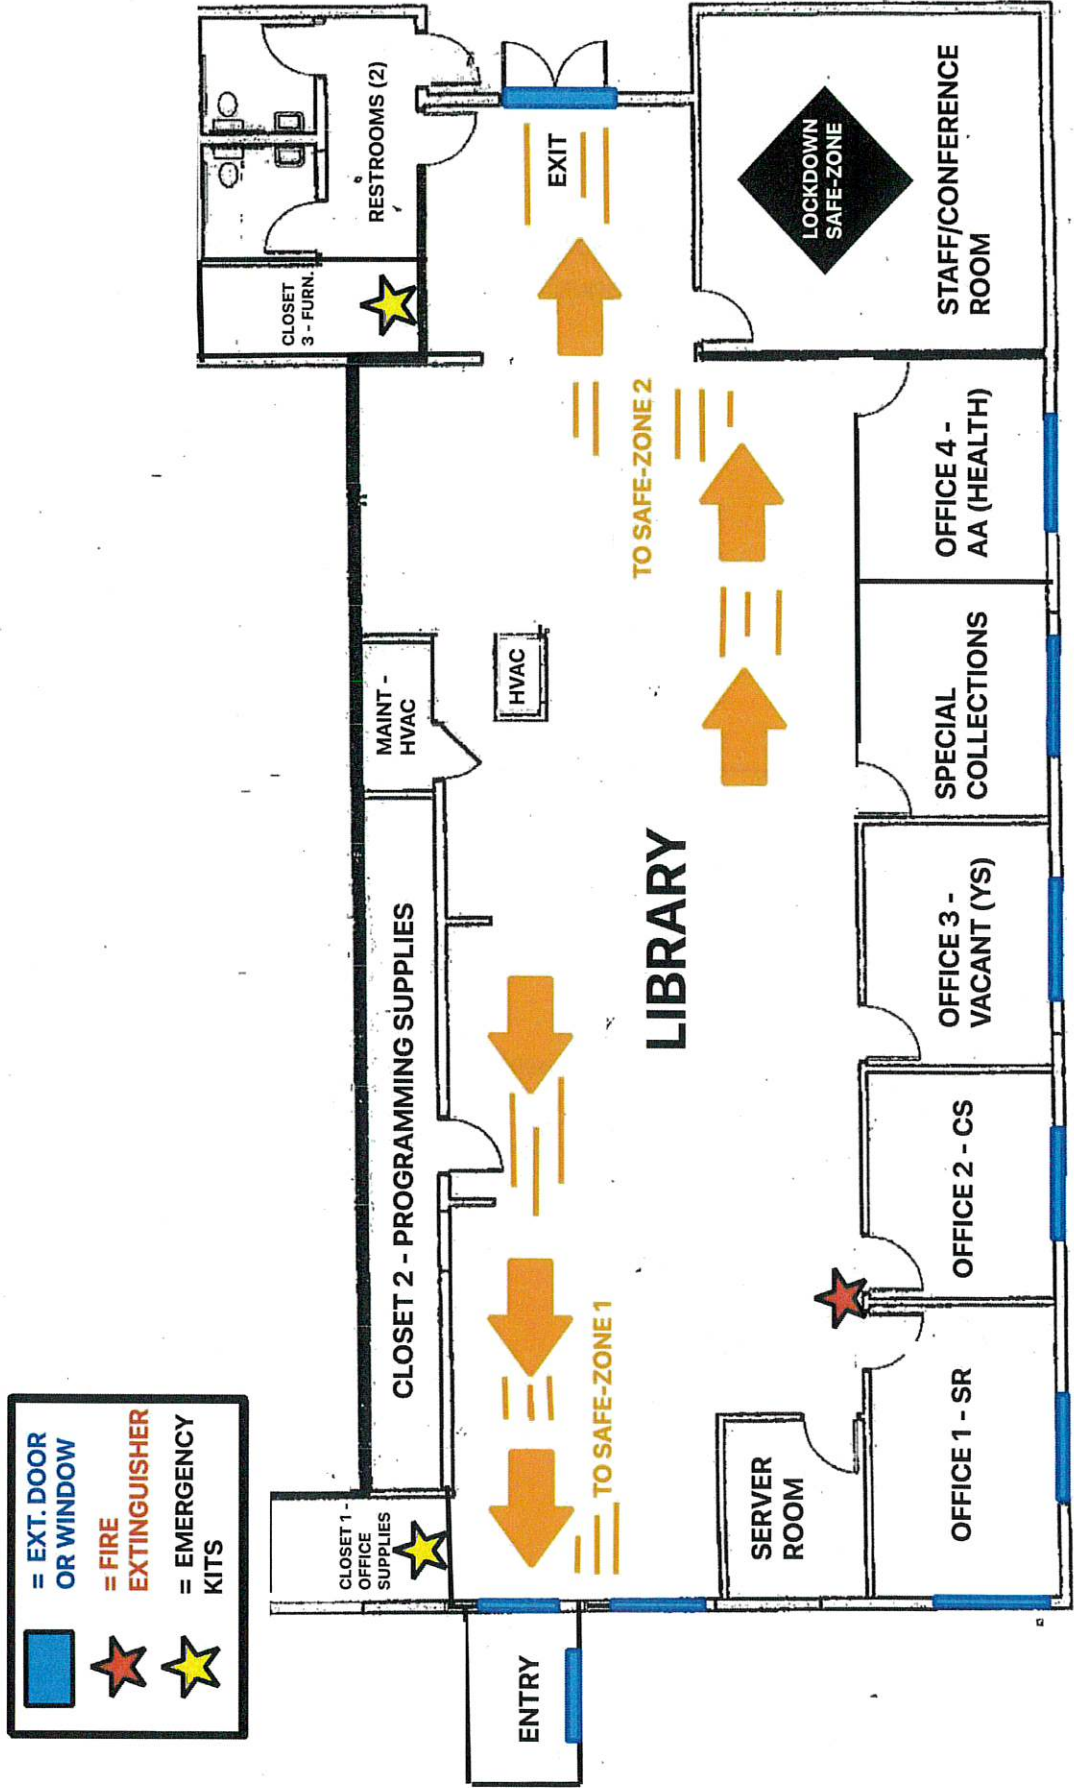 = EXT. DOOR
OR WINDOW
= FIRE
EXTINGUISHER
= EMERGENCY
KITS
CLOSET 1 -
OFFICE
SUPPLIES
CLOSET 2 - PROGRAMMING SUPPLIES
MAINT -
HVAC
HVAC
CLOSET
3 - FURN.
RESTROOMS (2)
ENTRY
TO SAFE-ZONE 1
LIBRARY
TO SAFE-ZONE 2
EXIT
SERVER
ROOM
OFFICE 1 - SR
OFFICE 2 - CS
OFFICE 3 -
VACANT (YS)
SPECIAL
COLLECTIONS
OFFICE 4 -
AA (HEALTH)
LOCKDOWN
SAFE-ZONE
STAFF/CONFERENCE
ROOM